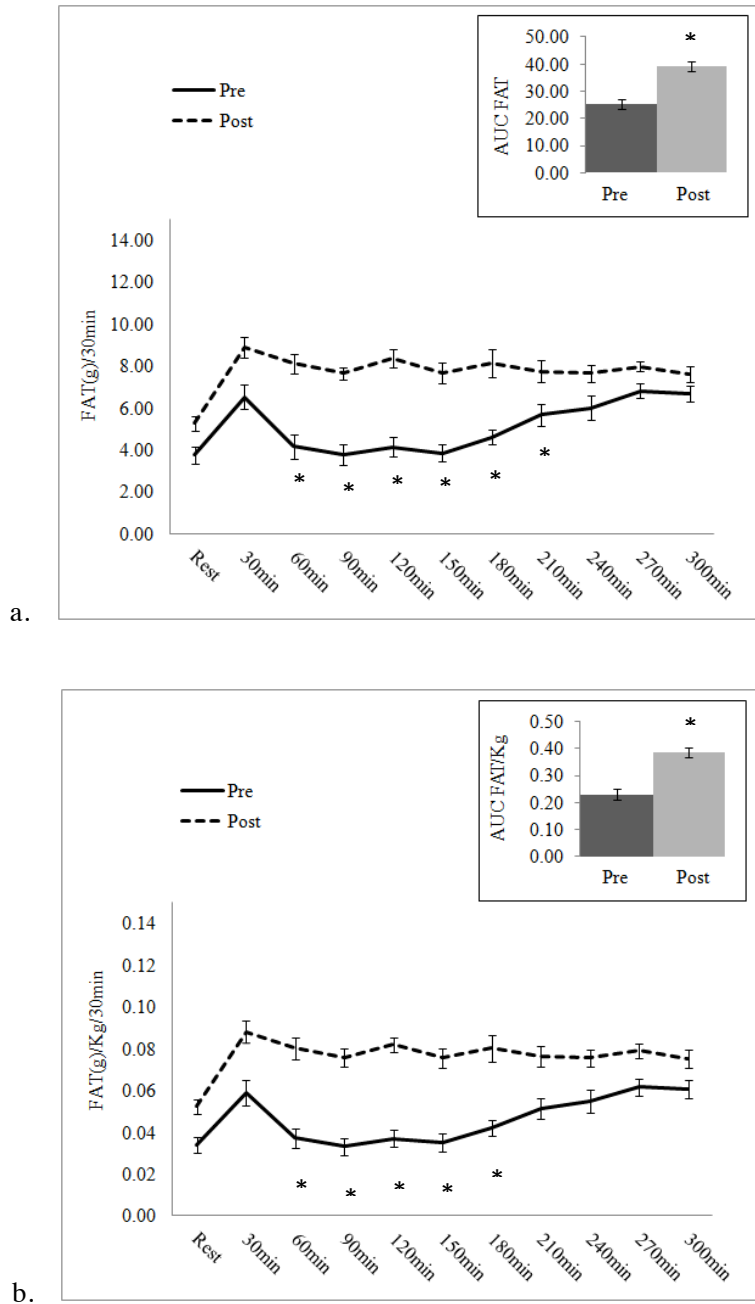 50.00
*
40.00
30.00
20.00
10.00
0.00
AUC FAT
Pre Post
Pre
Post
14.00
12.00
10.00
8.00
6.00
4.00
2.00
0.00
FAT(g)/30min
* * * * * *
Rest 30min 60min 90min 120min 150min 180min 210min 240min 270min 300min
a.
0.50
*
0.40
0.30
0.20
0.10
0.00
AUC FAT/Kg
Pre Post
Pre
Post
0.14
0.12
0.10
0.08
0.06
0.04
0.02
0.00
FAT(g)/Kg/30min
* * * * *
Rest 30min 60min 90min 120min 150min 180min 210min 240min 270min 300min
b.